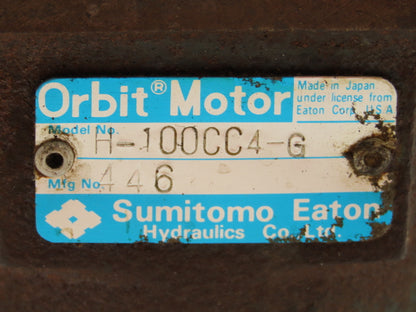 Orbit® Motor
Made in Japan
under license from
Eaton Corp. U.S.A
Model No. H-100CC4-G
Mfg No 446
Sumitomo Eaton
Hydraulics Co., Ltd.